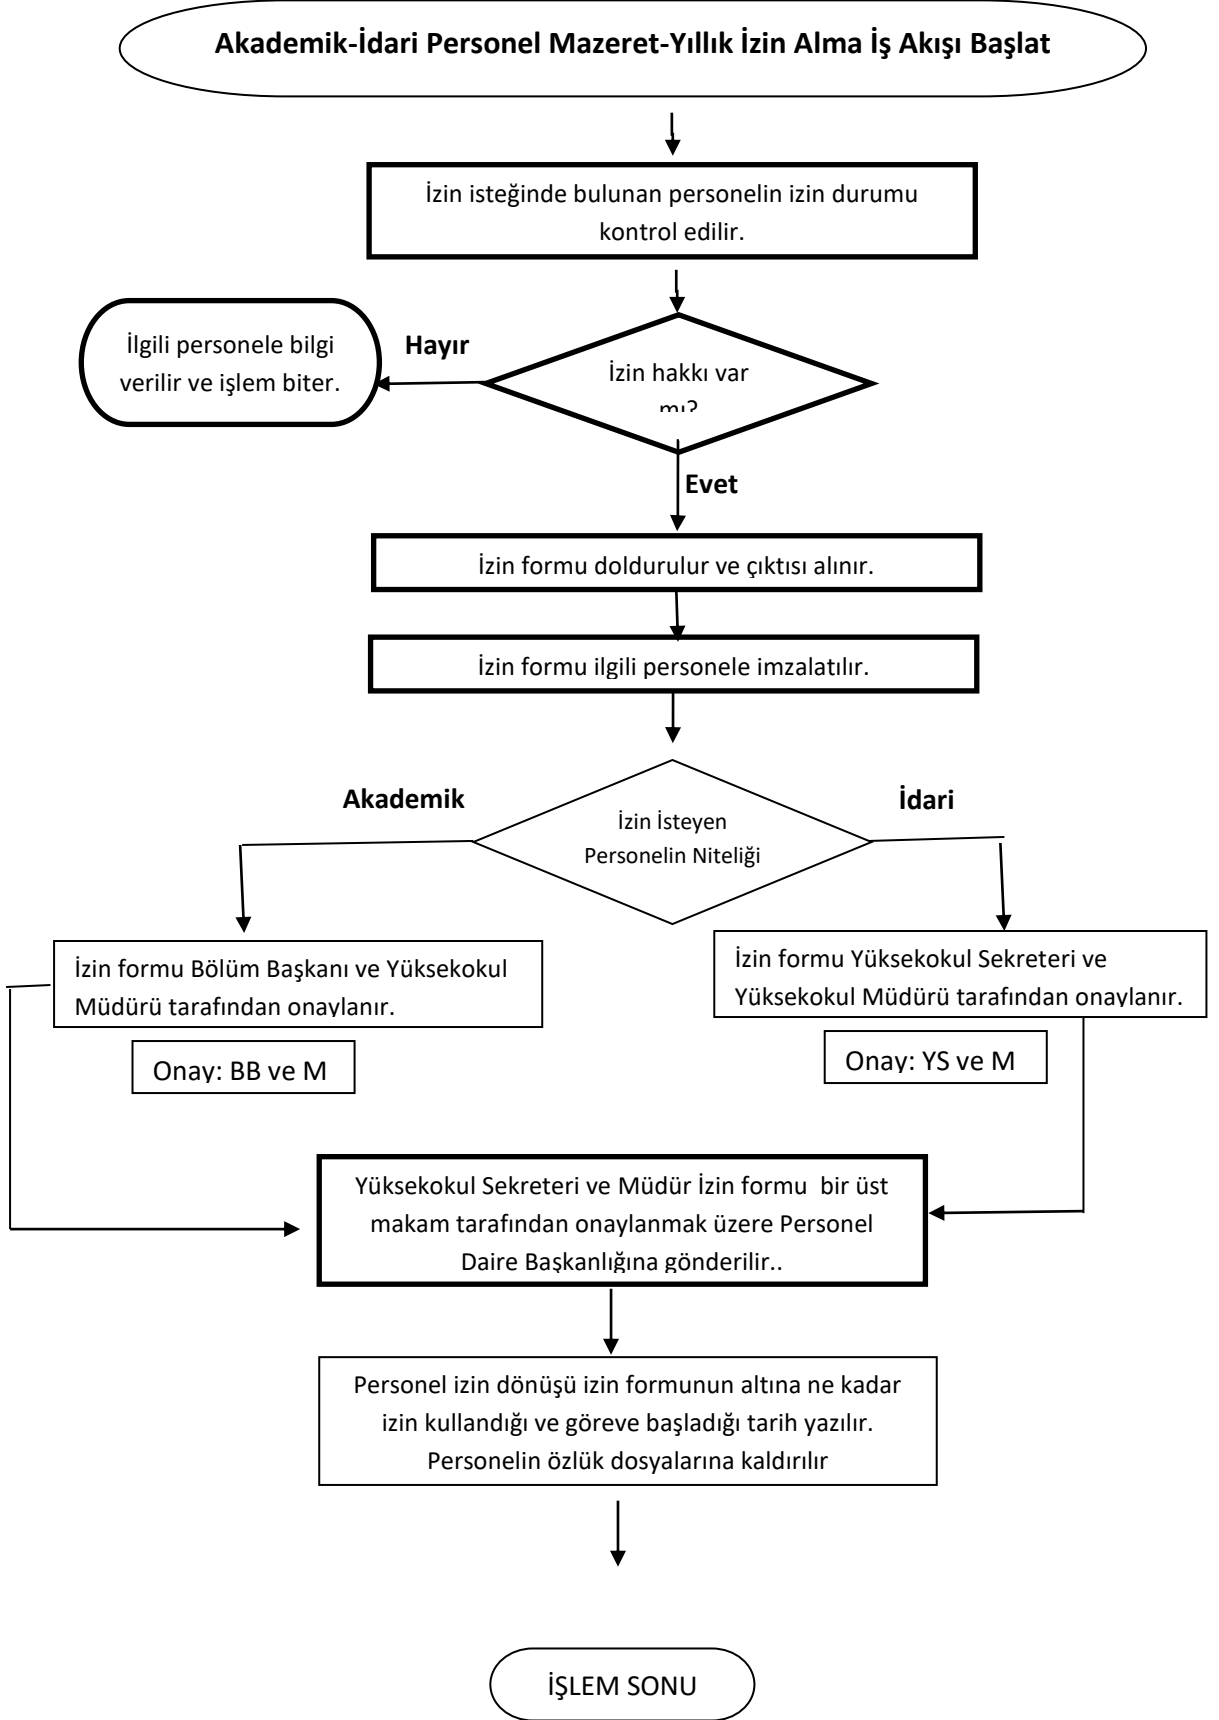 Akademik-İdari Personel Mazeret-Yıllık İzin Alma İş Akışı Başlat
İzin isteğinde bulunan personelin izin durumu
kontrol edilir.
İlgili personele bilgi
verilir ve işlem biter.
Hayır
İzin hakkı var
mı?
Evet
İzin formu doldurulur ve çıktısı alınır.
İzin formu ilgili personele imzalatılır.
Akademik
İdari
İzin İsteyen
Personelin Niteliği
İzin formu Bölüm Başkanı ve Yüksekokul
Müdürü tarafından onaylanır.
İzin formu Yüksekokul Sekreteri ve
Yüksekokul Müdürü tarafından onaylanır.
Onay: BB ve M
Onay: YS ve M
Yüksekokul Sekreteri ve Müdür İzin formu  bir üst
makam tarafından onaylanmak üzere Personel
Daire Başkanlığına gönderilir..
Personel izin dönüşü izin formunun altına ne kadar
izin kullandığı ve göreve başladığı tarih yazılır.
Personelin özlük dosyalarına kaldırılır
İŞLEM SONU